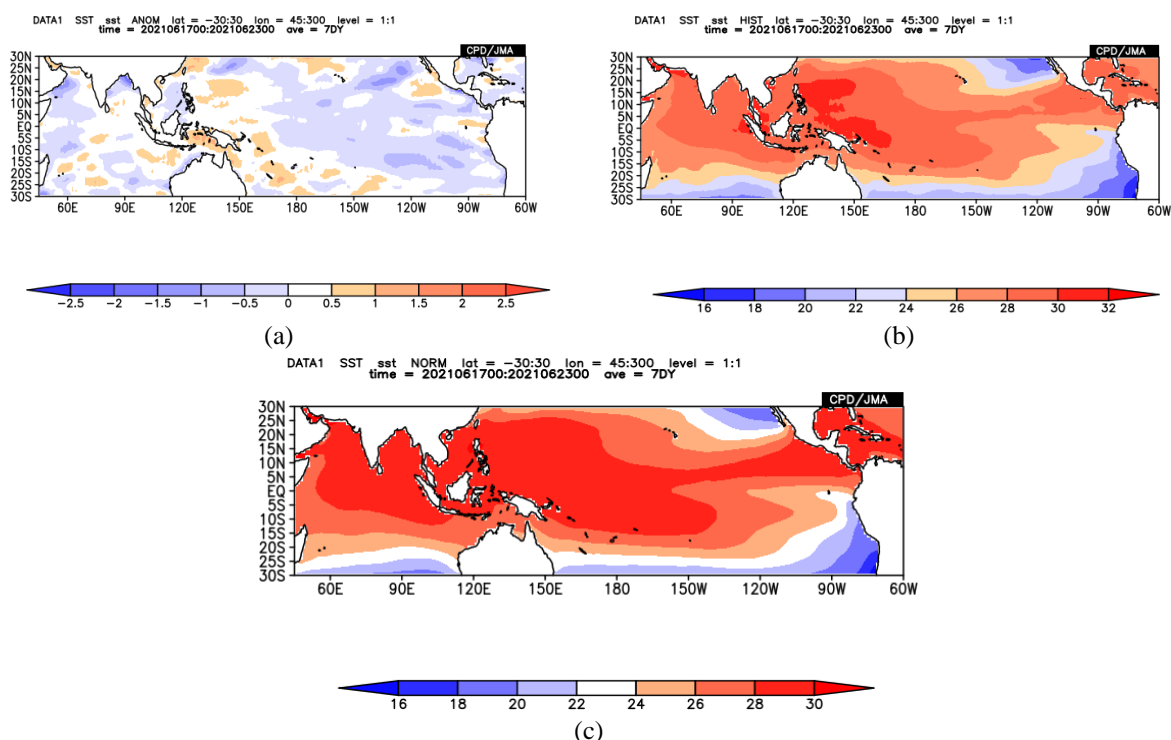 DATA1 SST sst ANOM lat = -30:30 lon = 45:300 level = 1:1
time = 2021061700:2021062300 ave = 7DY
CPD/JMA
30N
25N
20N
15N
10N
5N
EQ
5S
10S
15S
20S
25S
30S
60E 90E 120E 150E 180 150W 120W 90W 60W
-2.5 -2 -1.5 -1 -0.5 0 0.5 1 1.5 2 2.5
(a)
DATA1 SST sst HIST lat = -30:30 lon = 45:300 level = 1:1
time = 2021061700:2021062300 ave = 7DY
CPD/JMA
30N
25N
20N
15N
10N
5N
EQ
5S
10S
15S
20S
25S
30S
60E 90E 120E 150E 180 150W 120W 90W 60W
16 18 20 22 24 26 28 30 32
(b)
DATA1 SST sst NORM lat = -30:30 lon = 45:300 level = 1:1
time = 2021061700:2021062300 ave = 7DY
CPD/JMA
30N
25N
20N
15N
10N
5N
EQ
5S
10S
15S
20S
25S
30S
60E 90E 120E 150E 180 150W 120W 90W 60W
16 18 20 22 24 26 28 30
(c)